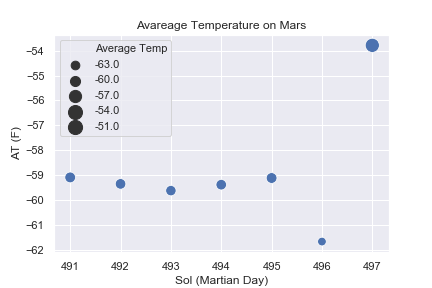 Avareage Temperature on Mars
Average Temp
-63.0
-60.0
-57.0
-54.0
-51.0
AT (F)
−54
−55
−56
−57
−58
−59
−60
−61
−62
491 492 493 494 495 496 497
Sol (Martian Day)